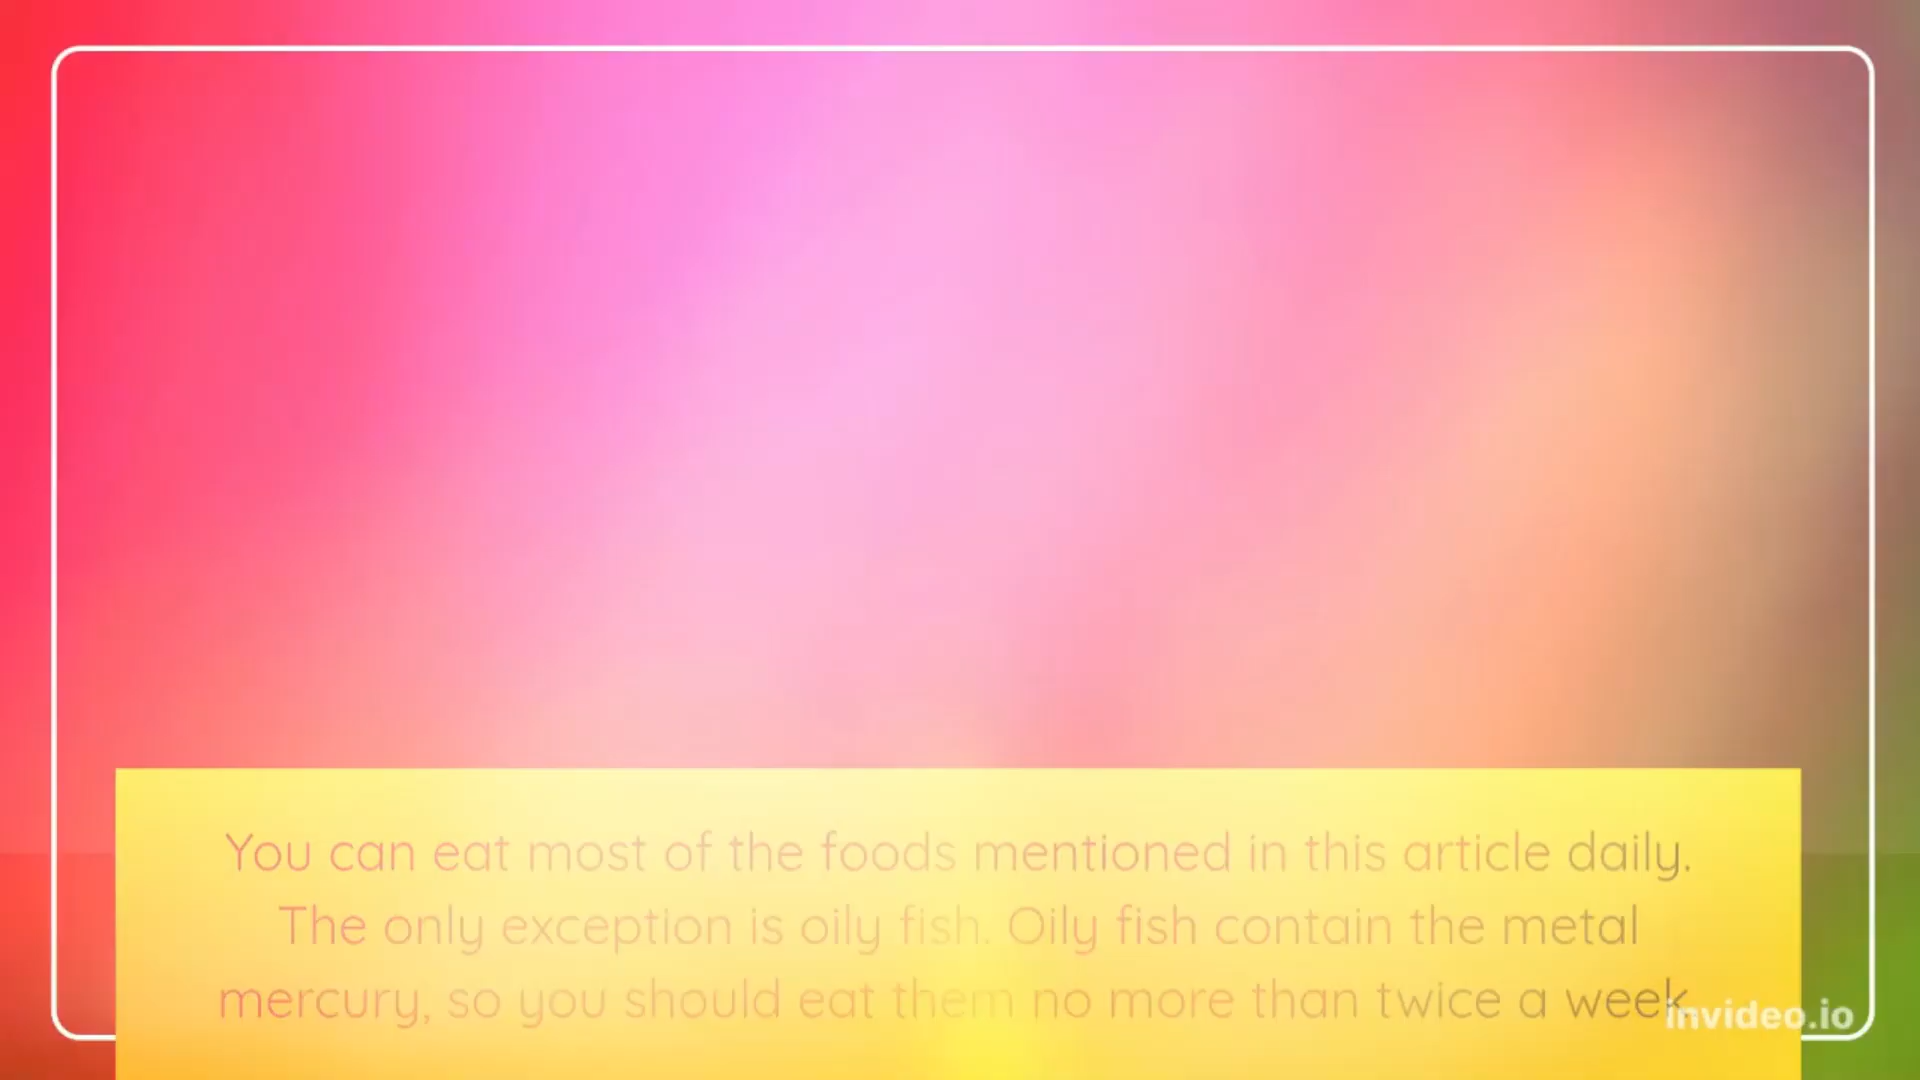 You can eat most of the foods mentioned in this article daily.
The only exception is oily fish. Oily fish contain the metal
mercury, so you should eat them no more than twice a week.
invideo.io